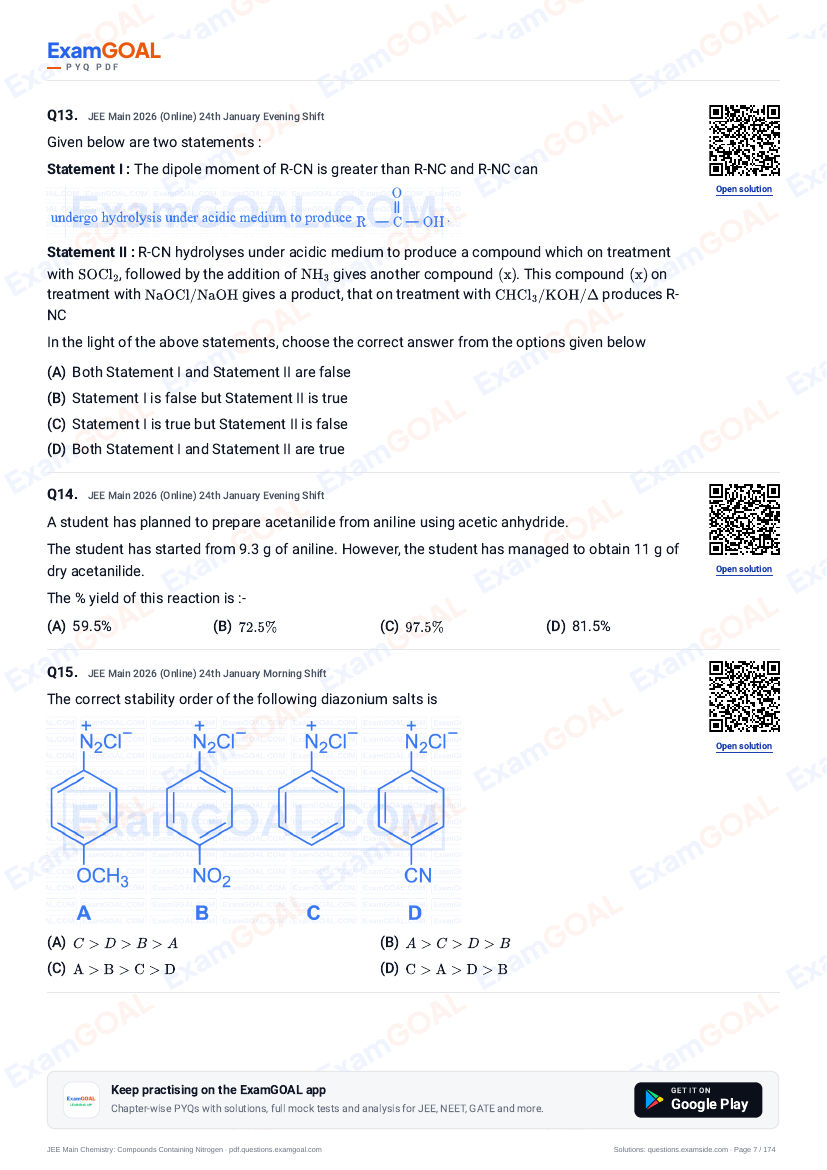 ExamGOAL
PYQ PDF
Q13. JEE Main 2026 (Online) 24th January Evening Shift
Given below are two statements :
Open solution
Statement I : The dipole moment of R-CN is greater than R-NC and R-NC can
undergo hydrolysis under acidic medium to produce R — C — OH .
O
Statement II : R-CN hydrolyses under acidic medium to produce a compound which on treatment
with SOCl₂, followed by the addition of NH₃ gives another compound (x). This compound (x) on
treatment with NaOCl/NaOH gives a product, that on treatment with CHCl₃/KOH/Δ produces R-
NC
In the light of the above statements, choose the correct answer from the options given below
(A) Both Statement I and Statement II are false
(B) Statement I is false but Statement II is true
(C) Statement I is true but Statement II is false
(D) Both Statement I and Statement II are true
Q14. JEE Main 2026 (Online) 24th January Evening Shift
A student has planned to prepare acetanilide from aniline using acetic anhydride.
The student has started from 9.3 g of aniline. However, the student has managed to obtain 11 g of
dry acetanilide.
Open solution
The % yield of this reaction is :-
(A) 59.5% (B) 72.5% (C) 97.5% (D) 81.5%
Q15. JEE Main 2026 (Online) 24th January Morning Shift
The correct stability order of the following diazonium salts is
Open solution
+ + + +
N₂Cl⁻ N₂Cl⁻ N₂Cl⁻ N₂Cl⁻
ExamGOAL.COM
OCH₃ NO₂ CN
A B C D
(A) C > D > B > A (B) A > C > D > B
(C) A > B > C > D (D) C > A > D > B
Keep practising on the ExamGOAL app
Chapter-wise PYQs with solutions, full mock tests and analysis for JEE, NEET, GATE and more.
GET IT ON
Google Play
JEE Main Chemistry: Compounds Containing Nitrogen · pdf.questions.examgoal.com
Solutions: questions.examside.com · Page 7 / 174